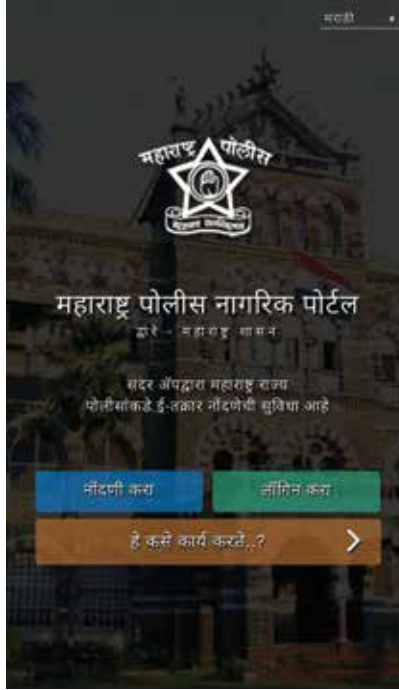 मराठी
महाराष्ट्र पोलीस
महाराष्ट्र पोलीस नागरिक पोर्टल
द्वारे - महाराष्ट्र शासन
सदर ॲपद्वारा महाराष्ट्र राज्य
पोलीसांकडे ई-तक्रार नोंदणेची सुविधा आहे
नोंदणी करा
लॉगिन करा
हे कसे कार्य करते..?